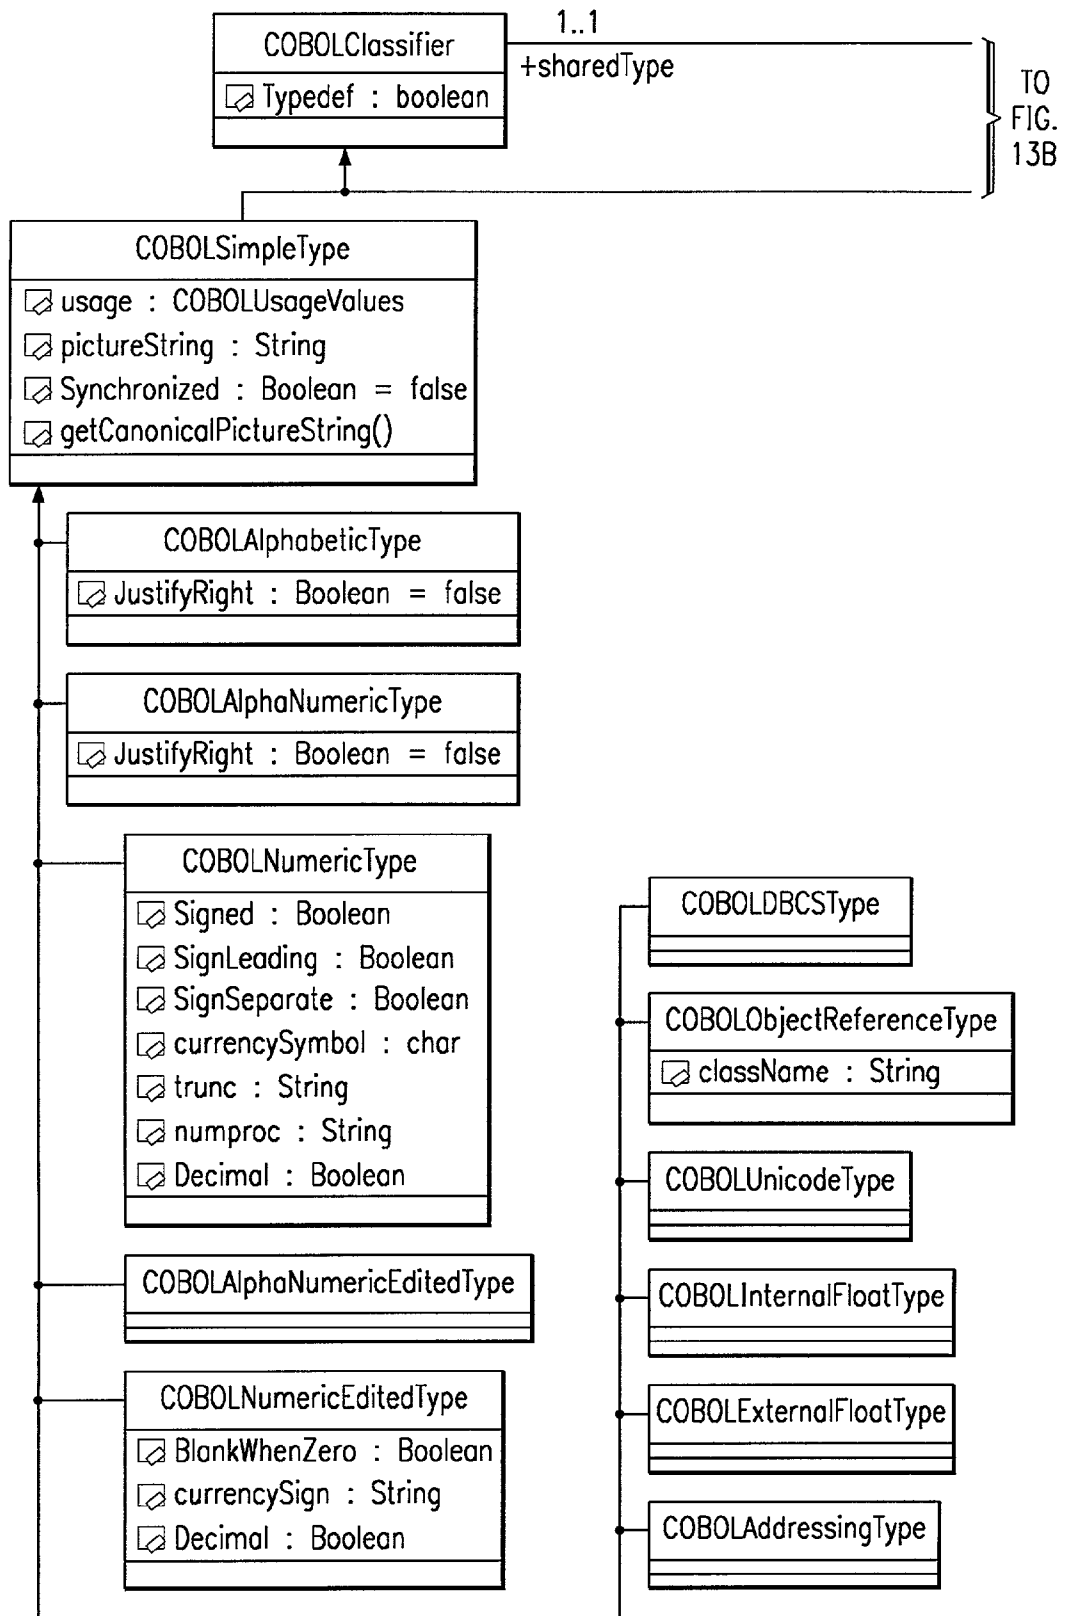 COBOLClassifier
Typedef : boolean
1..1
+sharedType
TO
FIG.
13B
COBOLSimpleType
usage : COBOLUsageValues
pictureString : String
Synchronized : Boolean = false
getCanonicalPictureString()
COBOLAlphabeticType
JustifyRight : Boolean = false
COBOLAlphaNumericType
JustifyRight : Boolean = false
COBOLNumericType
Signed : Boolean
SignLeading : Boolean
SignSeparate : Boolean
currencySymbol : char
trunc : String
numproc : String
Decimal : Boolean
COBOLAlphaNumericEditedType
COBOLNumericEditedType
BlankWhenZero : Boolean
currencySign : String
Decimal : Boolean
COBOLDBCSType
COBOLObjectReferenceType
className : String
COBOLUnicodeType
COBOLInternalFloatType
COBOLExternalFloatType
COBOLAddressingType